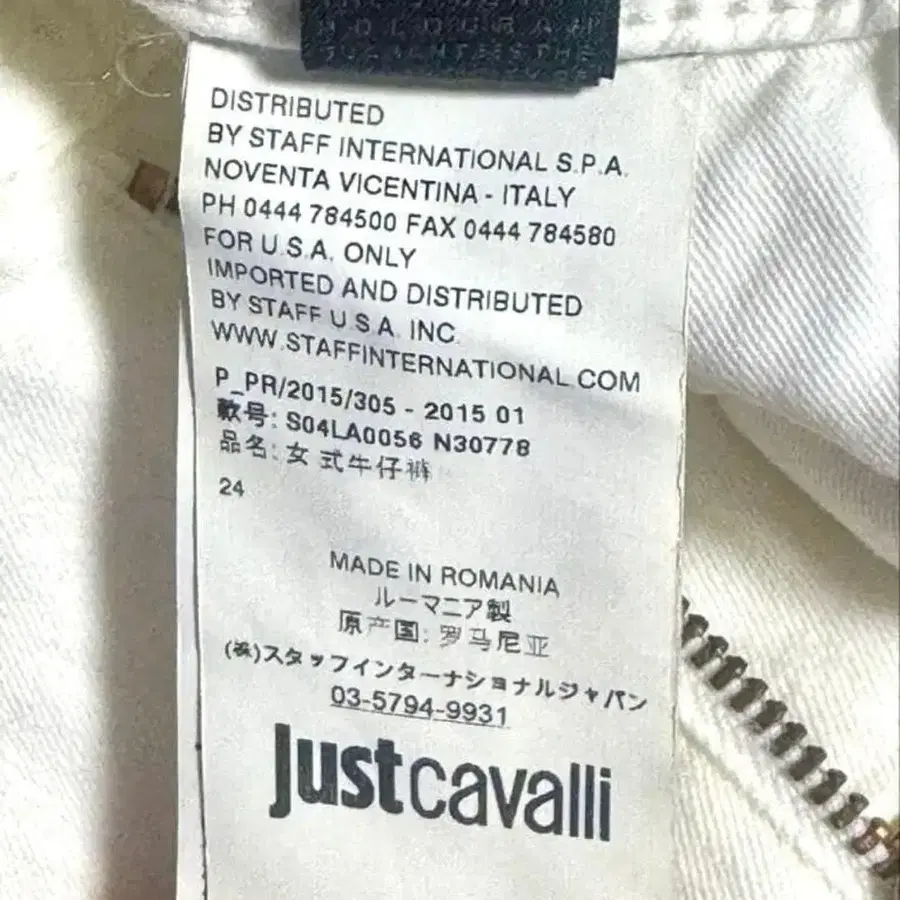 DISTRIBUTED
BY STAFF INTERNATIONAL S.P.A.
NOVENTA VICENTINA - ITALY
PH 0444 784500 FAX 0444 784580
FOR U.S.A. ONLY
IMPORTED AND DISTRIBUTED
BY STAFF U.S.A. INC.
WWW.STAFFINTERNATIONAL.COM
P_PR/2015/305 - 2015 01
款号: S04LA0056 N30778
品名: 女式牛仔裤
24
MADE IN ROMANIA
ルーマニア製
原产国: 罗马尼亚
(株)スタッフインターナショナルジャパン
03-5794-9931
justcavalli